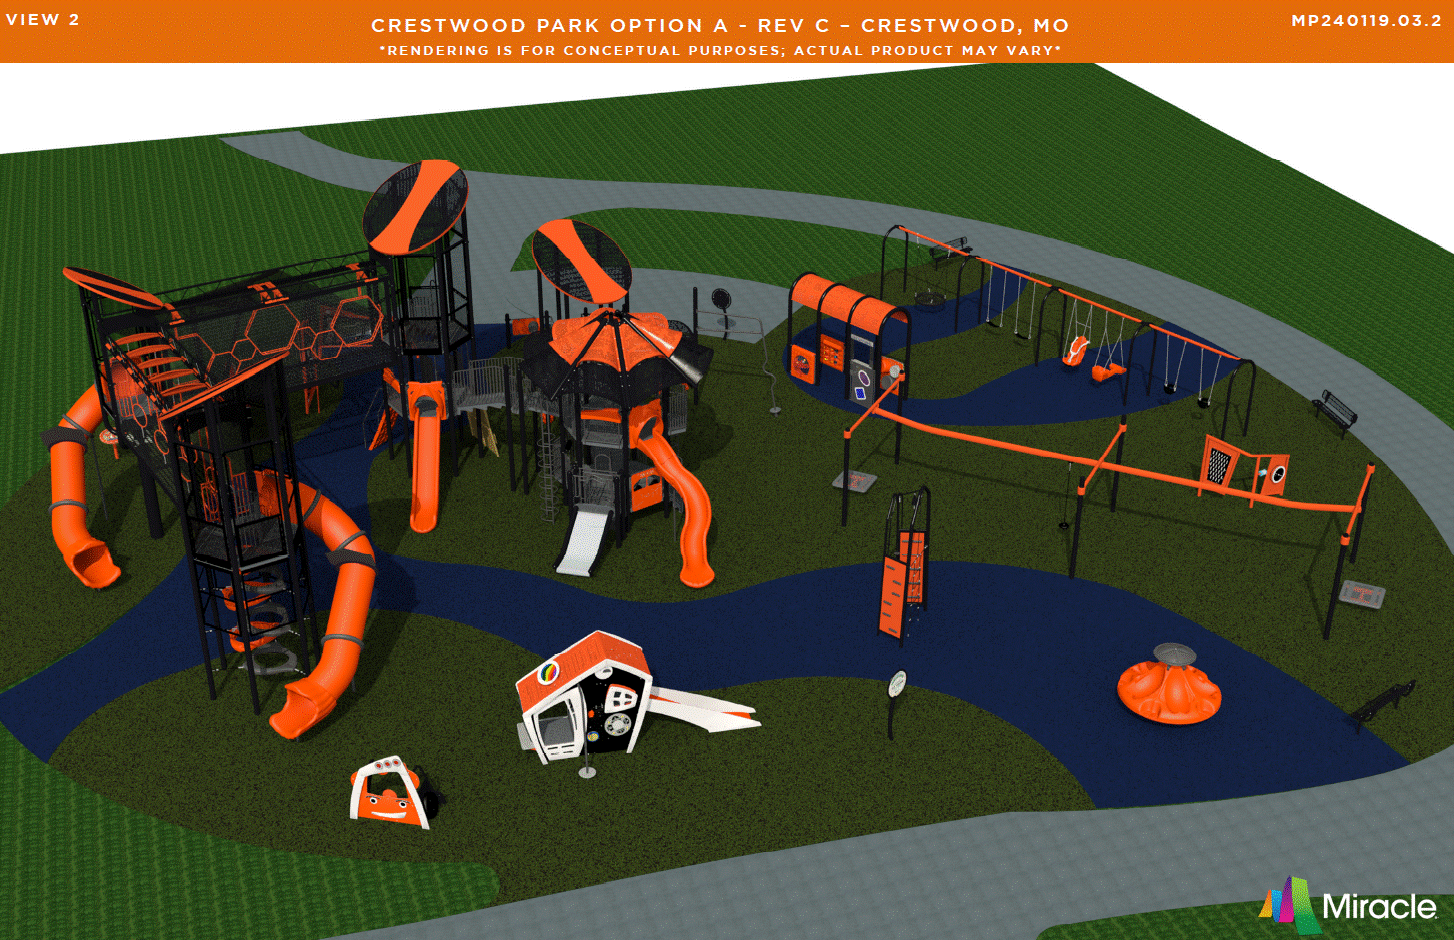 VIEW 2
CRESTWOOD PARK OPTION A - REV C – CRESTWOOD, MO
MP240119.03.2
*RENDERING IS FOR CONCEPTUAL PURPOSES; ACTUAL PRODUCT MAY VARY*
Miracle